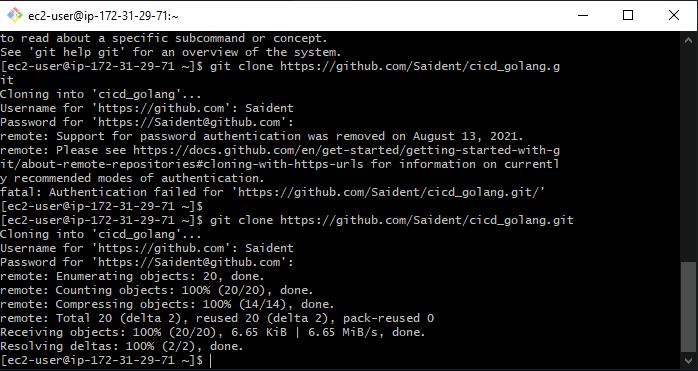 ec2-user@ip-172-31-29-71:~
to read about a specific subcommand or concept.
See 'git help git' for an overview of the system.
[ec2-user@ip-172-31-29-71 ~]$ git clone https://github.com/Saident/cicd_golang.g
it
Cloning into 'cicd_golang'...
Username for 'https://github.com': Saident
Password for 'https://Saident@github.com':
remote: Support for password authentication was removed on August 13, 2021.
remote: Please see https://docs.github.com/en/get-started/getting-started-with-g
it/about-remote-repositories#cloning-with-https-urls for information on currentl
y recommended modes of authentication.
fatal: Authentication failed for 'https://github.com/Saident/cicd_golang.git/'
[ec2-user@ip-172-31-29-71 ~]$
[ec2-user@ip-172-31-29-71 ~]$ git clone https://github.com/Saident/cicd_golang.git
Cloning into 'cicd_golang'...
Username for 'https://github.com': Saident
Password for 'https://Saident@github.com':
remote: Enumerating objects: 20, done.
remote: Counting objects: 100% (20/20), done.
remote: Compressing objects: 100% (14/14), done.
remote: Total 20 (delta 2), reused 20 (delta 2), pack-reused 0
Receiving objects: 100% (20/20), 6.65 KiB | 6.65 MiB/s, done.
Resolving deltas: 100% (2/2), done.
[ec2-user@ip-172-31-29-71 ~]$